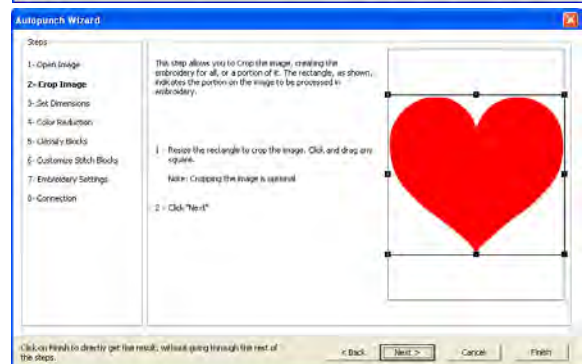 Autopunch Wizard
Steps
1- Open Image
2- Crop Image
3- Set Dimensions
4- Color Reduction
5- Classify Blocks
6- Customize Stitch Blocks
7- Embroidery Settings
8- Connection
This step allows you to Crop the image, creating the
embroidery for all, or a portion of it. The rectangle, as shown,
indicates the portion on the image to be processed in
embroidery.
1 - Resize the rectangle to crop the image. Click and drag any
square.
Note: Cropping the image is optional
2 - Click "Next"
Click on Finish to directly get the result, without going through the rest of
the steps.
< Back
Next >
Cancel
Finish